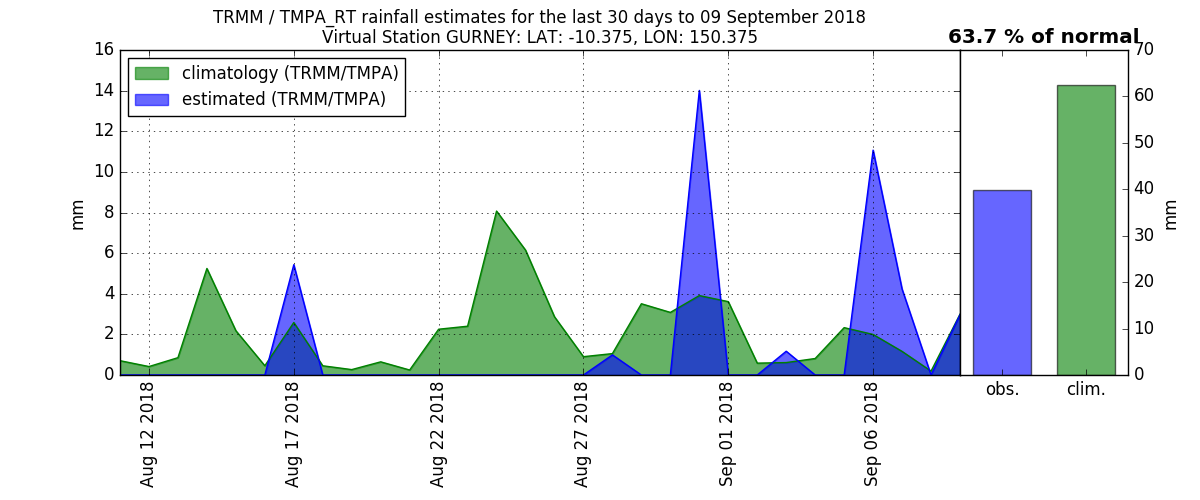 TRMM / TMPA_RT rainfall estimates for the last 30 days to 09 September 2018
Virtual Station GURNEY: LAT: -10.375, LON: 150.375
63.7 % of normal
climatology (TRMM/TMPA)
estimated (TRMM/TMPA)
16
14
12
10
8
6
4
2
0
mm
Aug 12 2018
Aug 17 2018
Aug 22 2018
Aug 27 2018
Sep 01 2018
Sep 06 2018
obs.
clim.
70
60
50
40
30
20
10
0
mm